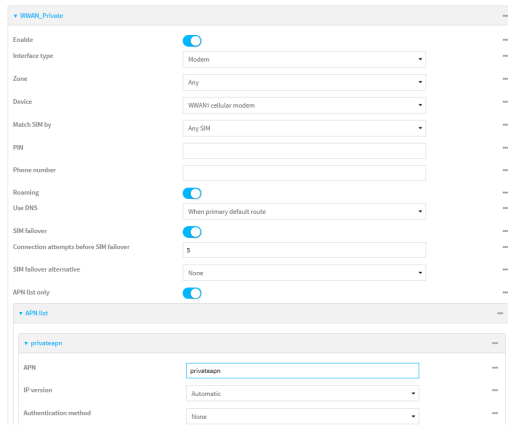 WWAN_Private
Enable
Interface type Modem
Zone Any
Device WWAN1 cellular modem
Match SIM by Any SIM
PIN
Phone number
Roaming
Use DNS When primary default route
SIM failover
Connection attempts before SIM failover 5
SIM failover alternative None
APN list only
APN list
privateapn
APN privateapn
IP version Automatic
Authentication method None